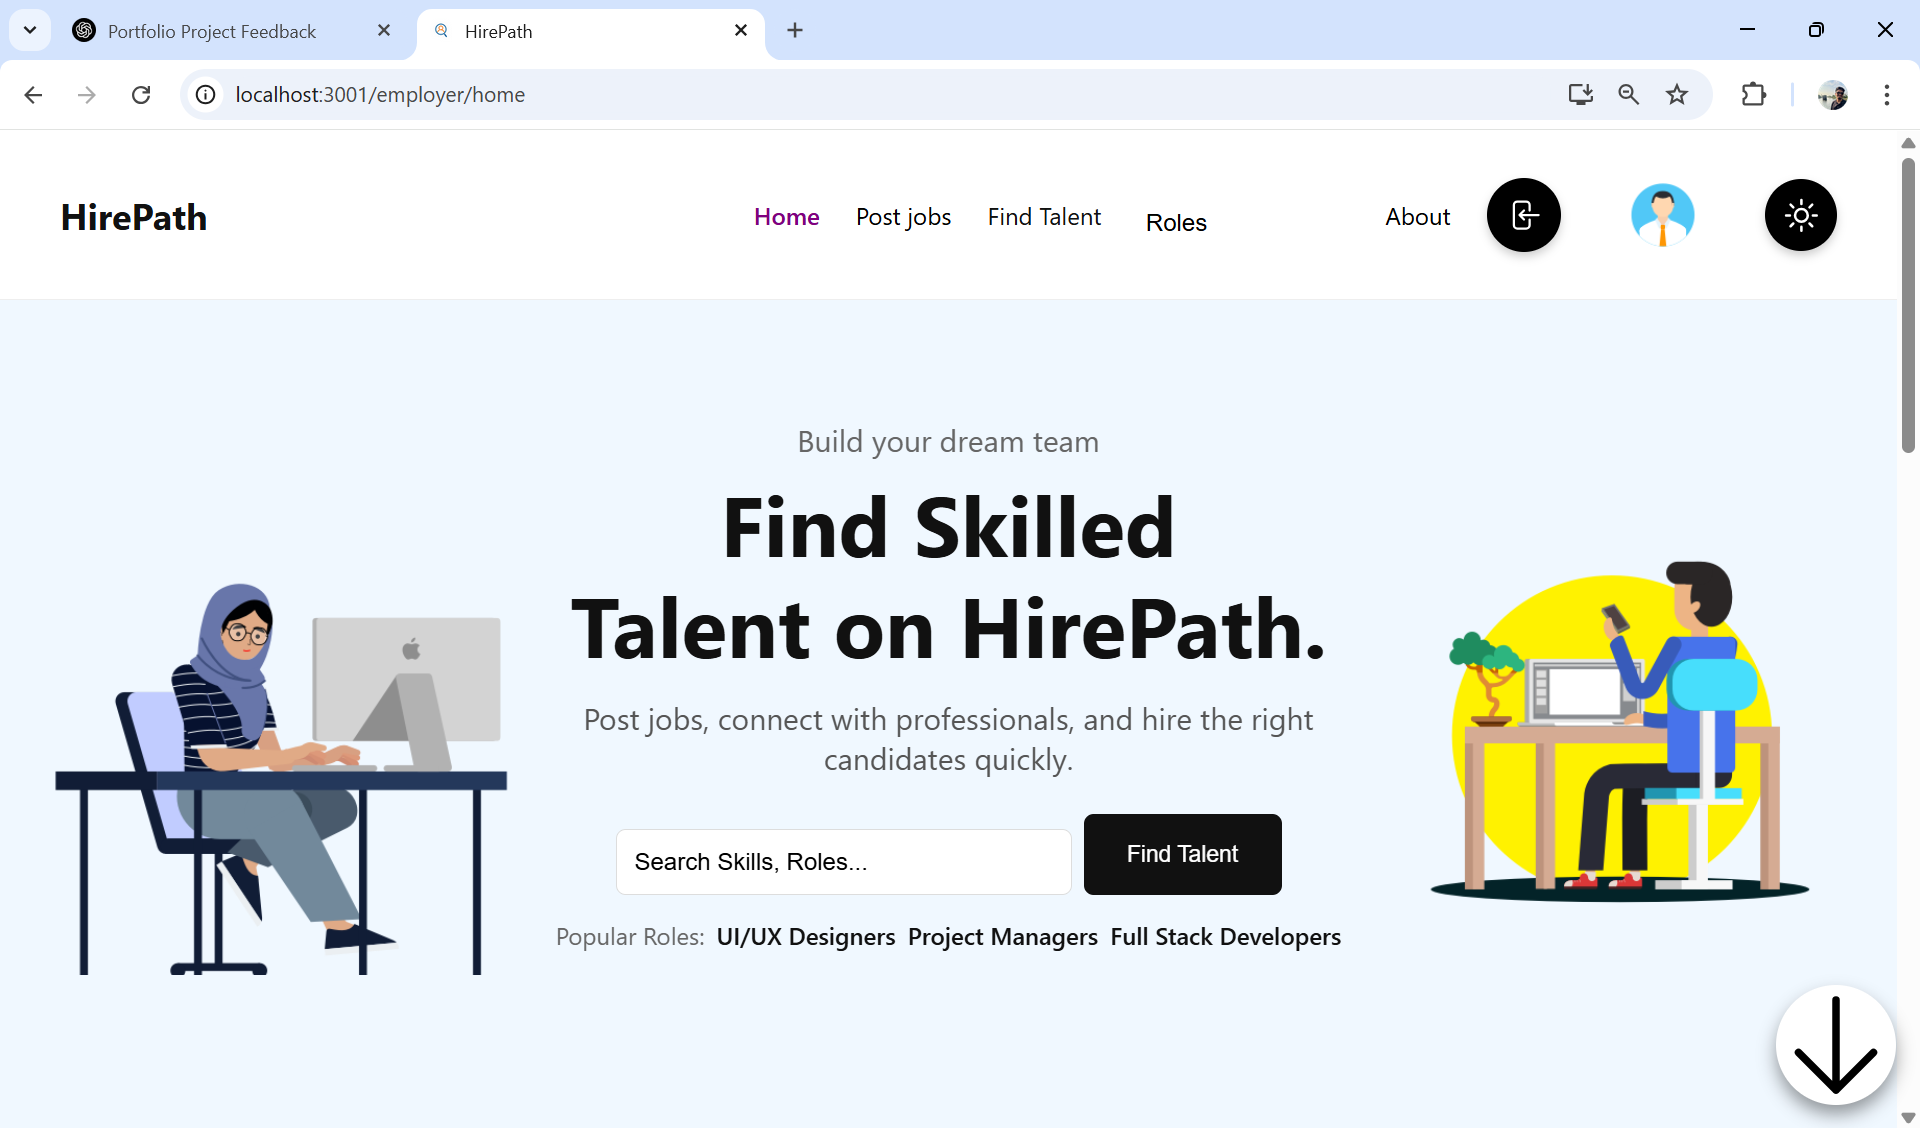 Portfolio Project Feedback
HirePath
localhost:3001/employer/home
HirePath
Home
Post jobs
Find Talent
Roles
About
Build your dream team
Find Skilled
Talent on HirePath.
Post jobs, connect with professionals, and hire the right
candidates quickly.
Search Skills, Roles...
Find Talent
Popular Roles: UI/UX Designers Project Managers Full Stack Developers